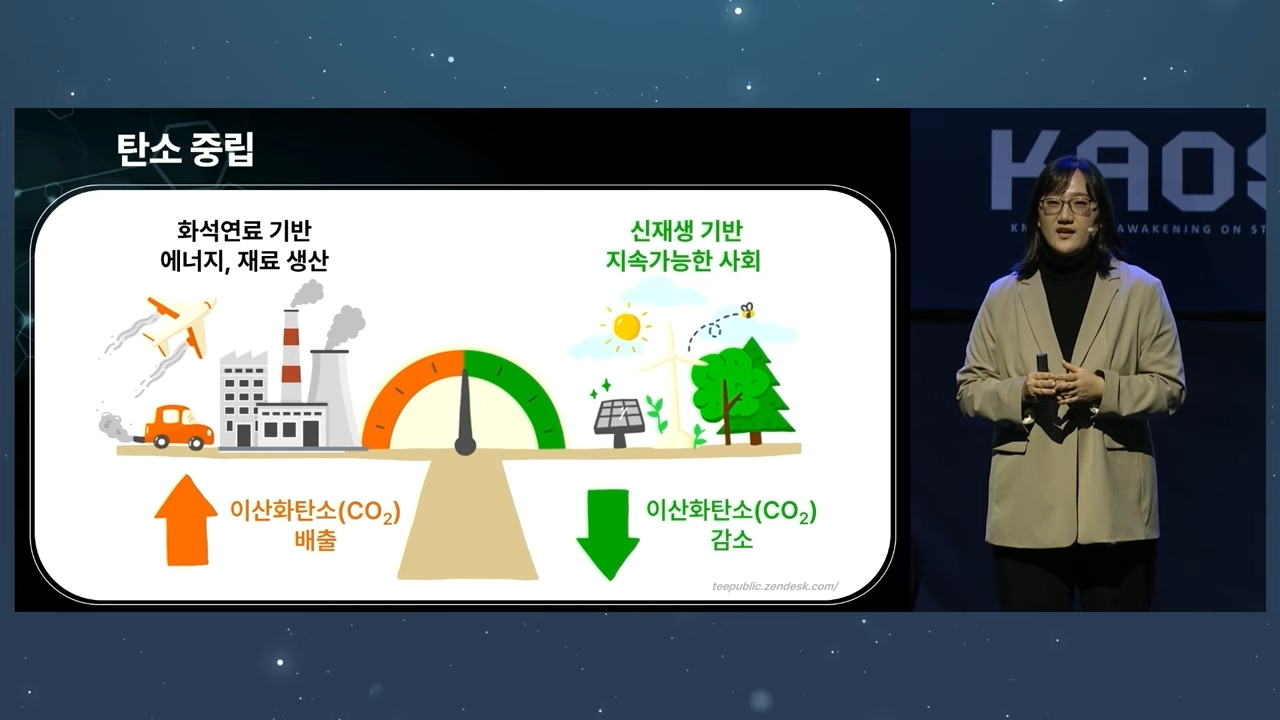 탄소 중립
화석연료 기반
에너지, 재료 생산
신재생 기반
지속가능한 사회
이산화탄소(CO₂)
배출
이산화탄소(CO₂)
감소
teepublic.zendesk.com/
KAOS
AWAKENING ON